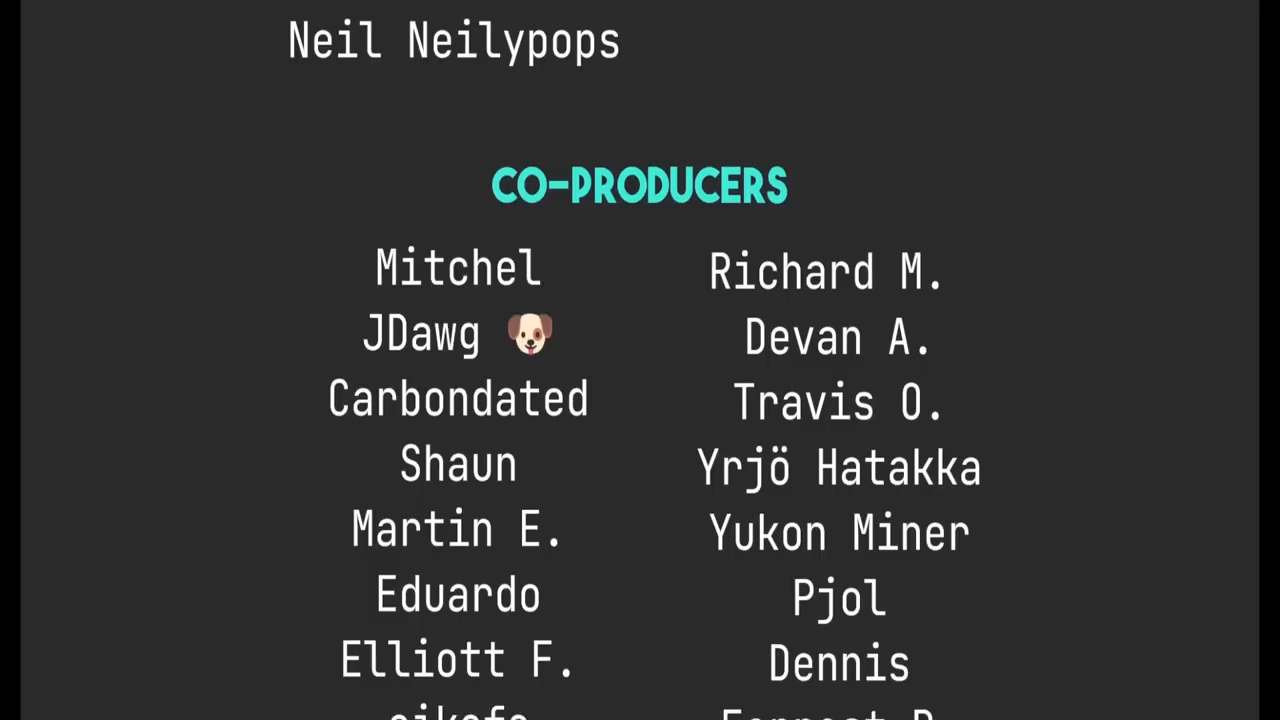 Neil Neilypops
CO-PRODUCERS
Mitchel
JDawg 🐶
Carbondated
Shaun
Martin E.
Eduardo
Elliott F.
Richard M.
Devan A.
Travis O.
Yrjö Hatakka
Yukon Miner
Pjol
Dennis